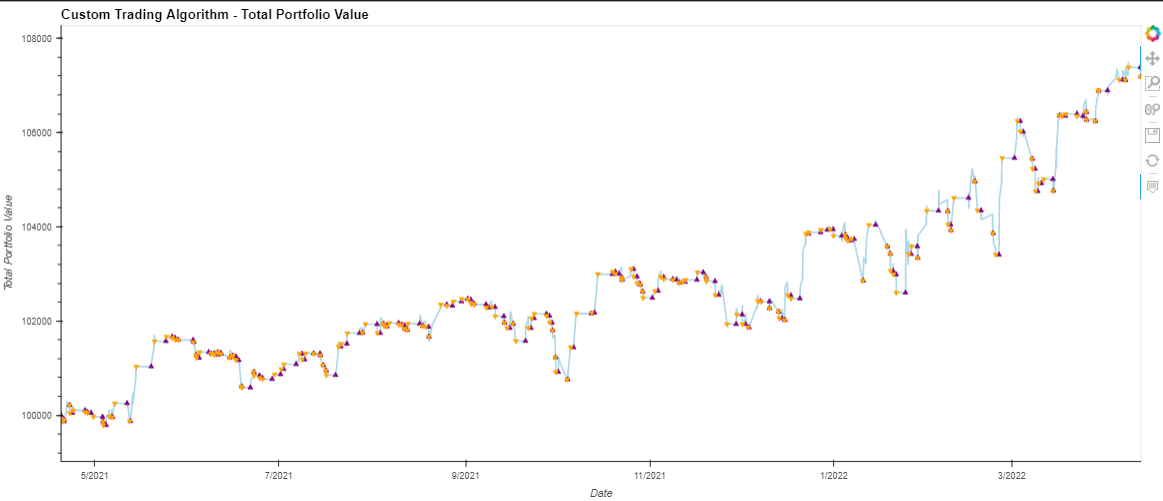 Custom Trading Algorithm - Total Portfolio Value
108000
106000
104000
102000
100000
Total Portfolio Value
5/2021 7/2021 9/2021 11/2021 1/2022 3/2022
Date